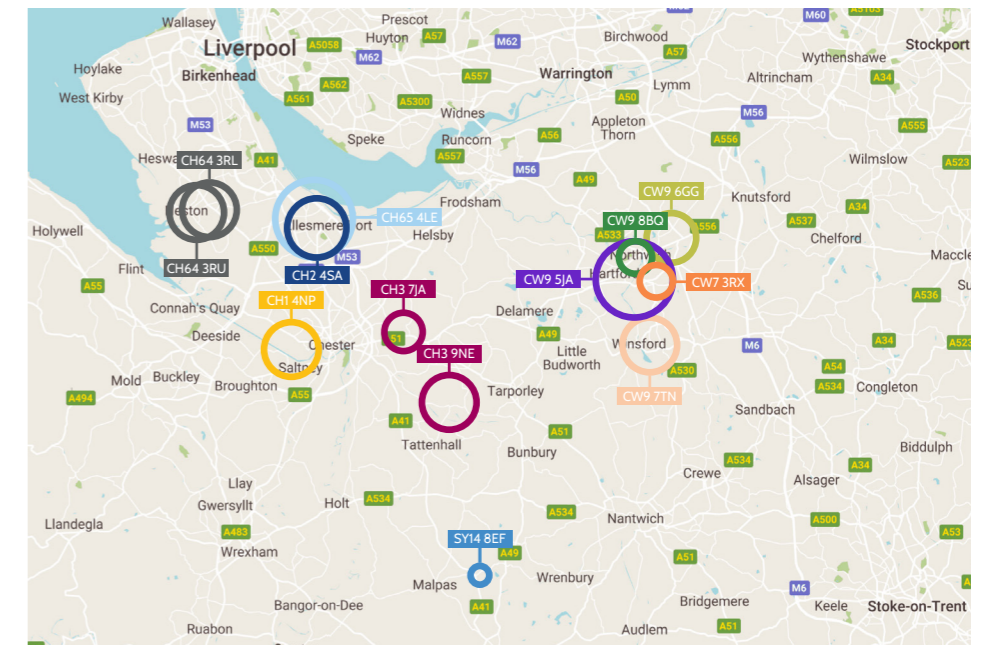 Prescot
Wallasey
M60
Huyton
A57
Liverpool
A5058
M62
Birchwood
A57
Stockport
M62
Wythenshawe
Hoylake
Birkenhead
A562
A557
Warrington
Altrincham
A34
West Kirby
A561
A5300
A50
Lymm
Widnes
M56
M53
Appleton
Thorn
A555
Speke
Runcorn
A56
A556
A557
Wilmslow
A523
CH64 3RL
A41
M56
A49
CW9 6GG
Knutsford
Frodsham
A34
CH65 4LE
CW9 8BQ
A537
A556
Holywell
Helsby
A533
Chelford
A550
M53
Northw
Flint
CH64 3RU
CH2 4SA
CW9 5JA
Hartford
CW7 3RX
A55
CH3 7JA
A536
CH1 4NP
Connah's Quay
Delamere
Deeside
Chester
A51
A49
Winsford
M6
A34
A523
Little
Budworth
CH3 9NE
Saltney
A54
Mold
Buckley
A530
Broughton
A534
Congleton
A494
A55
Tarporley
CW9 7TN
Sandbach
A41
A51
Tattenhall
Bunbury
Biddulph
A534
A34
Crewe
Alsager
Llay
Gwersyllt
Holt
A534
A534
Nantwich
A500
Llandegla
A483
A53
SY14 8EF
Wrexham
A49
A51
Malpas
Wrenbury
M6
Bangor-on-Dee
A41
Bridgemere
Keele
Stoke-on-Trent
Ruabon
Audlem
A51